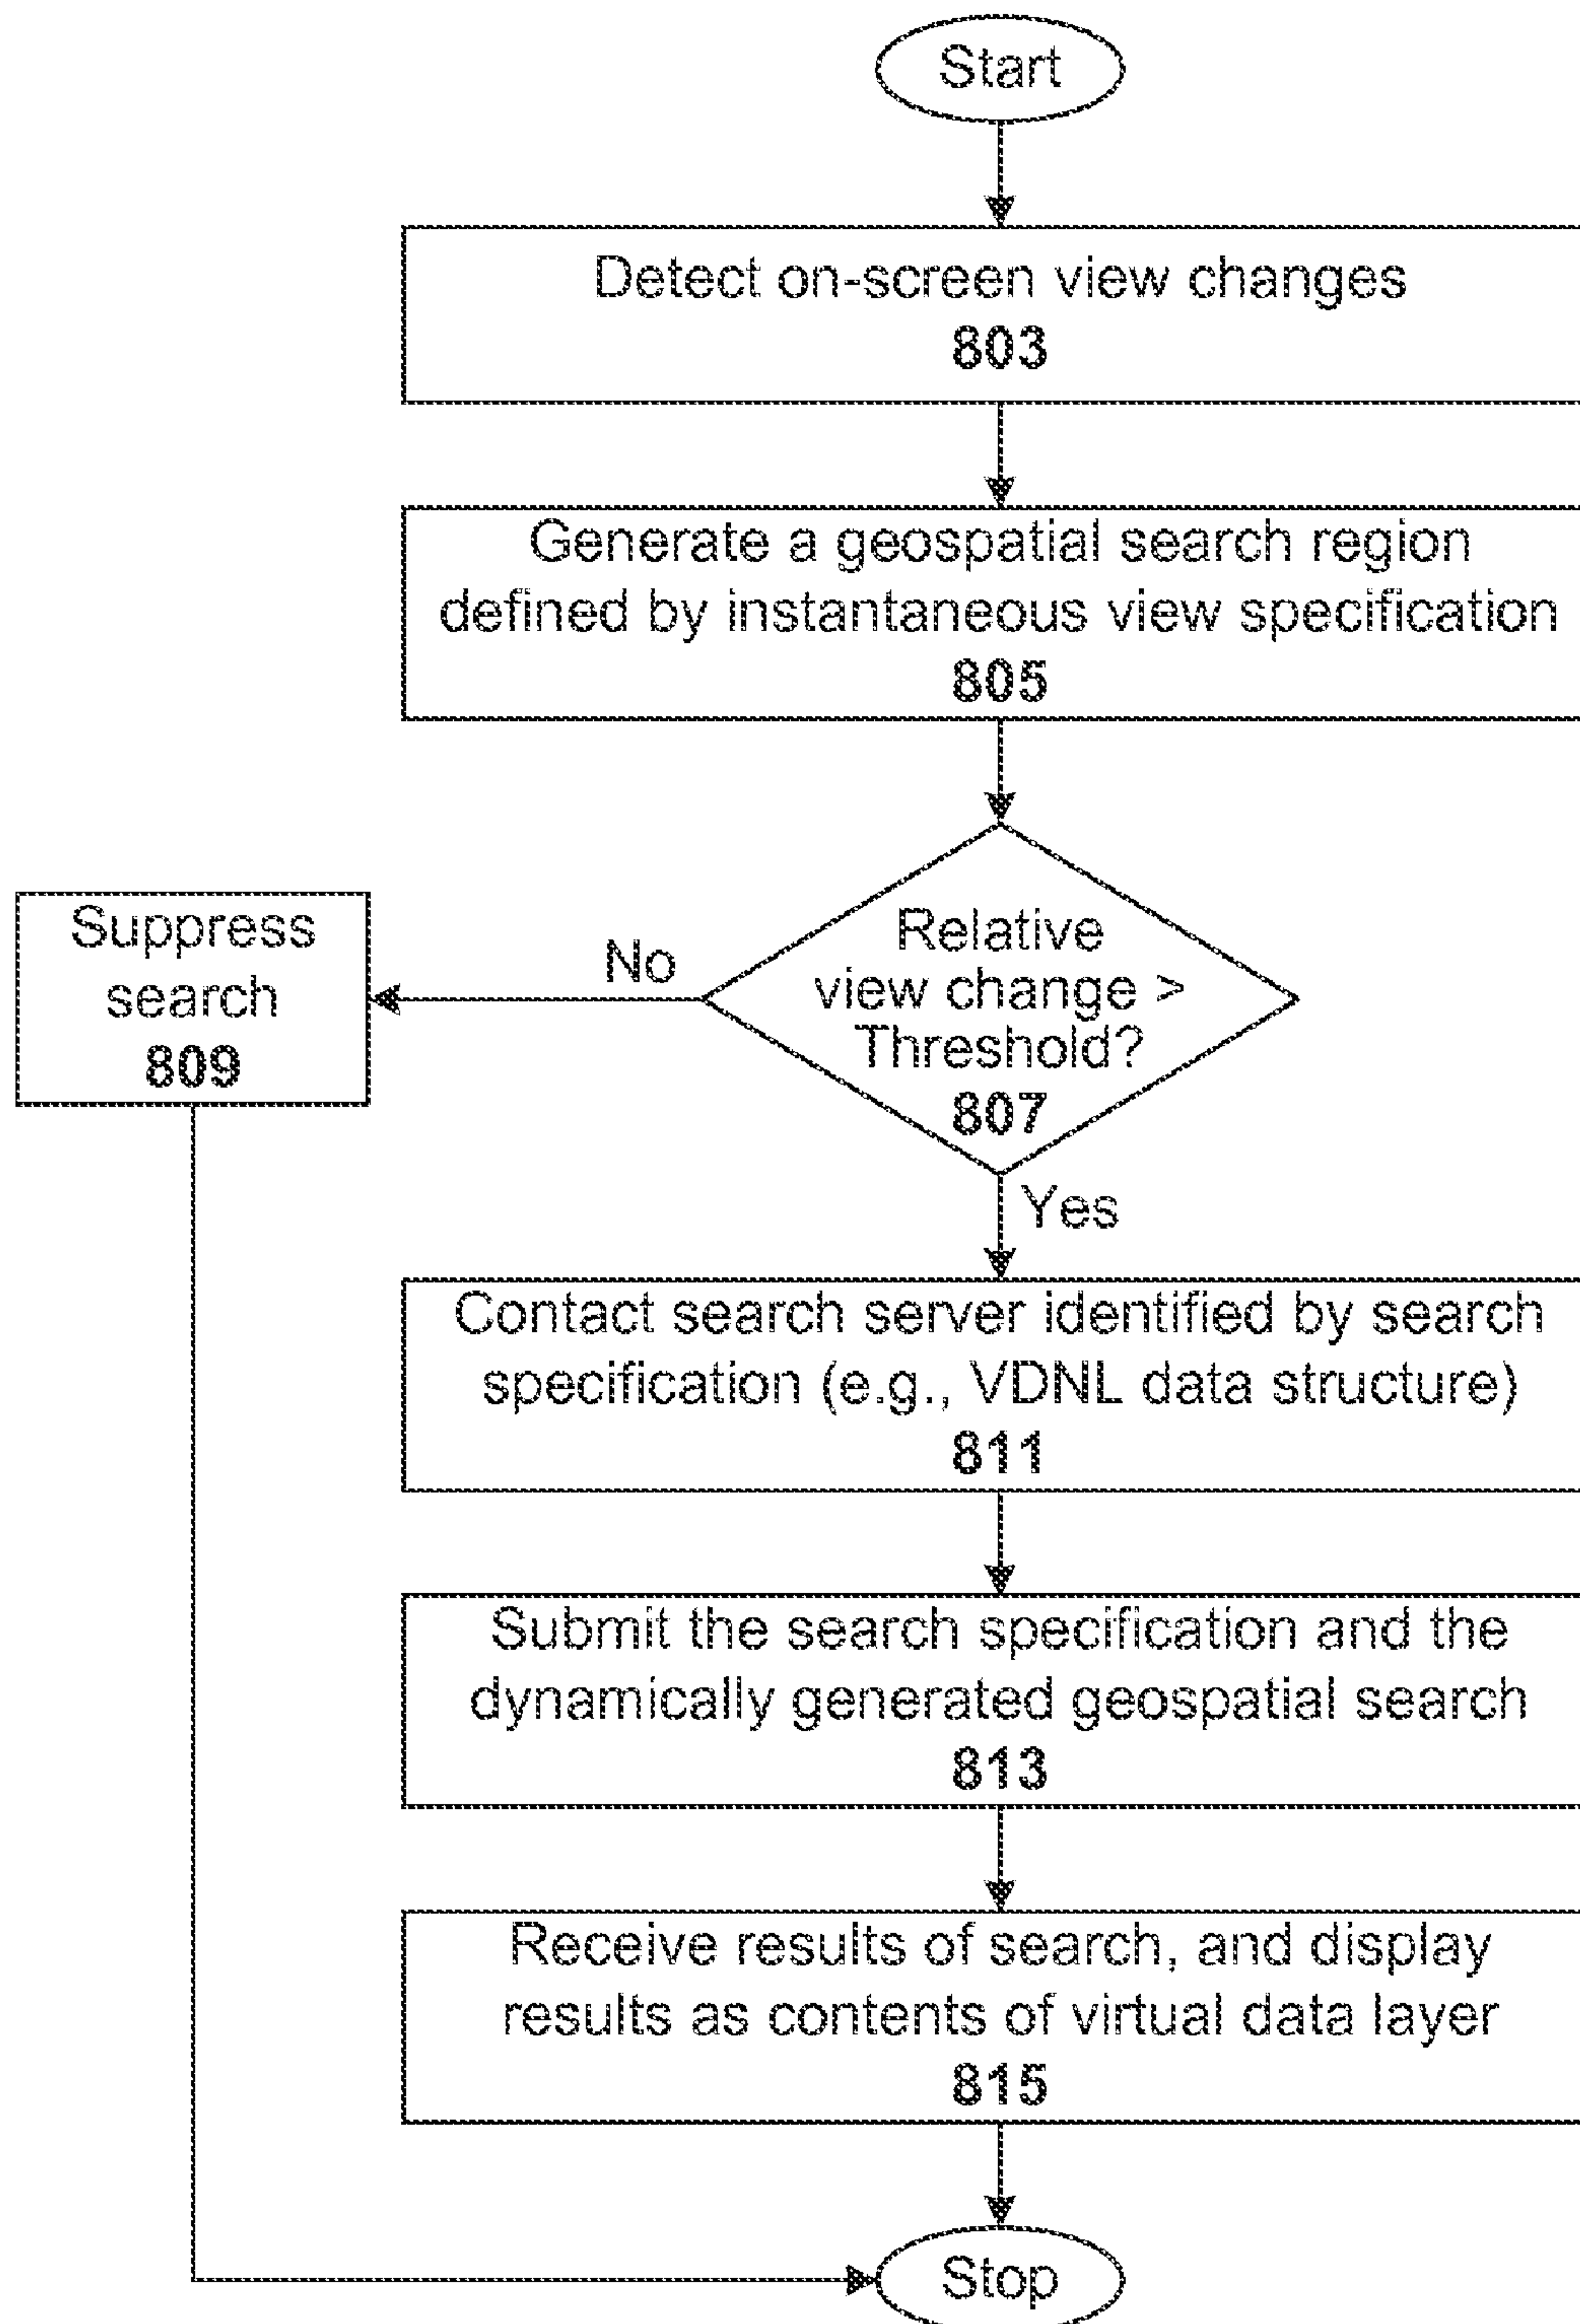 Start
Detect on-screen view changes
803
Generate a geospatial search region
defined by instantaneous view specification
805
Relative
view change >
Threshold?
807
No
Suppress
search
809
Yes
Contact search server identified by search
specification (e.g., VDNL data structure)
811
Submit the search specification and the
dynamically generated geospatial search
813
Receive results of search, and display
results as contents of virtual data layer
815
Stop